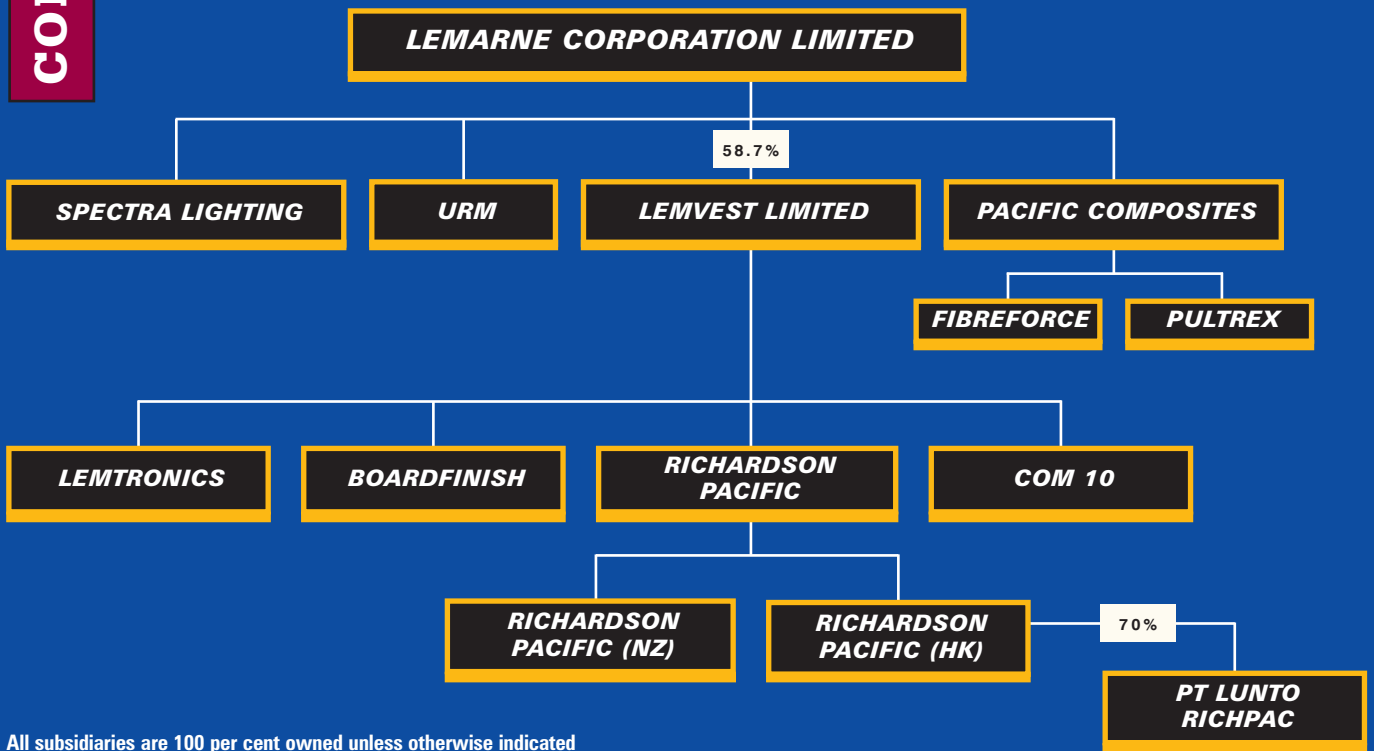 LEMARNE CORPORATION LIMITED
58.7%
SPECTRA LIGHTING
URM
LEMVEST LIMITED
PACIFIC COMPOSITES
FIBREFORCE
PULTREX
LEMTRONICS
BOARDFINISH
RICHARDSON
PACIFIC
COM 10
RICHARDSON
PACIFIC (NZ)
RICHARDSON
PACIFIC (HK)
70%
PT LUNTO
RICHPAC
All subsidiaries are 100 per cent owned unless otherwise indicated